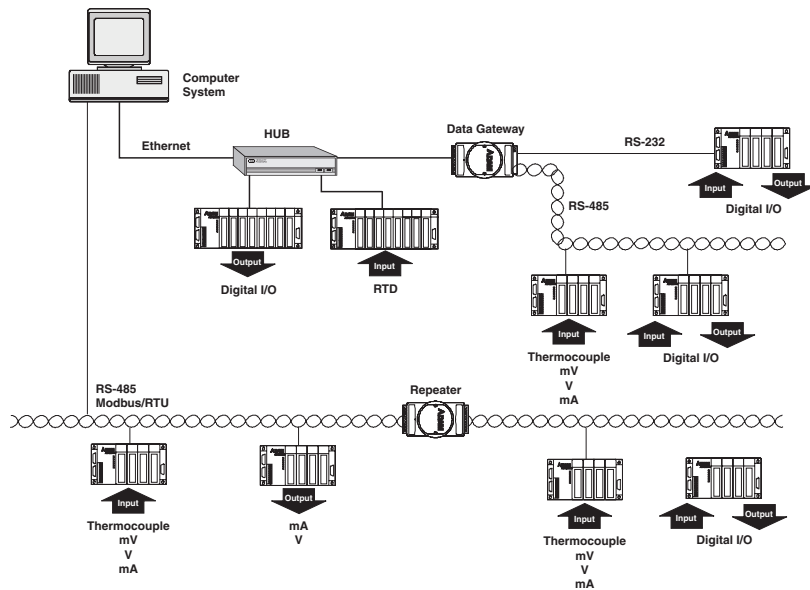 Computer
System
Ethernet
HUB
Data Gateway
RS-232
Input
Output
Digital I/O
RS-485
Output
Digital I/O
Input
RTD
Input
Thermocouple
mV
V
mA
Input
Output
Digital I/O
RS-485
Modbus/RTU
Repeater
Input
Thermocouple
mV
V
mA
Output
mA
V
Input
Thermocouple
mV
V
mA
Input
Output
Digital I/O